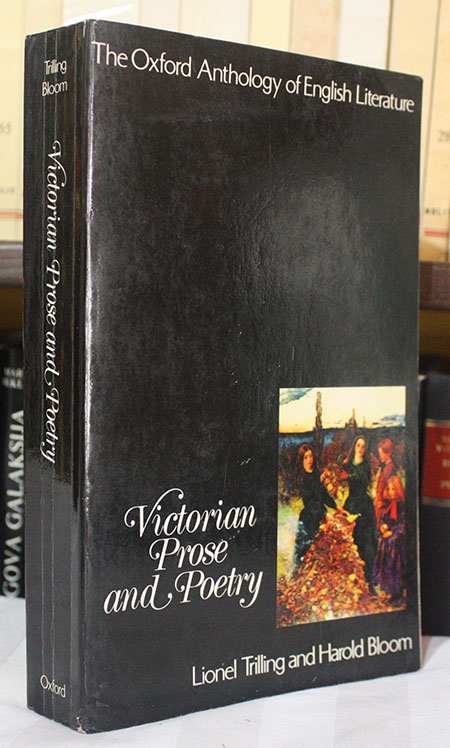 The Oxford Anthology of English Literature
Victorian
Prose
and Poetry
Lionel Trilling and Harold Bloom
Trilling
Bloom
Victorian Prose and Poetry
Oxford
GOVA GALAKSIJA